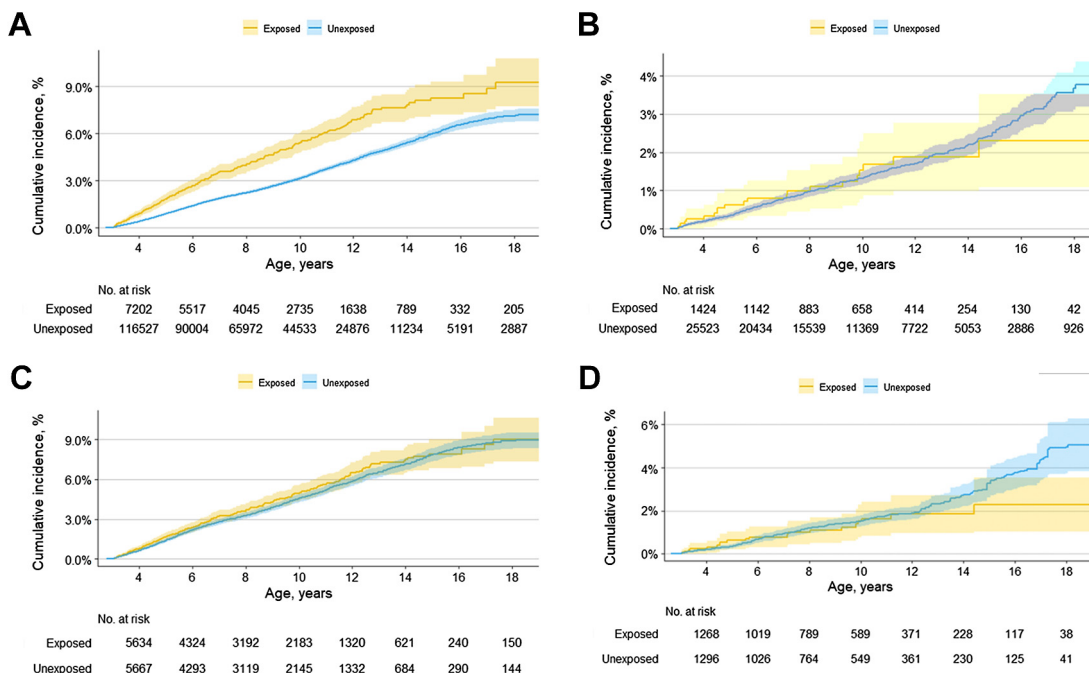 A
Exposed Unexposed
Cumulative incidence, %
9.0%
6.0%
3.0%
0.0%
4 6 8 10 12 14 16 18
Age, years
No. at risk
Exposed 7202 5517 4045 2735 1638 789 332 205
Unexposed 116527 90004 65972 44533 24876 11234 5191 2887
B
Exposed Unexposed
Cumulative incidence, %
4%
3%
2%
1%
0%
4 6 8 10 12 14 16 18
Age, years
No. at risk
Exposed 1424 1142 883 658 414 254 130 42
Unexposed 25523 20434 15539 11369 7722 5053 2886 926
C
Exposed Unexposed
Cumulative incidence, %
9.0%
6.0%
3.0%
0.0%
4 6 8 10 12 14 16 18
Age, years
No. at risk
Exposed 5634 4324 3192 2183 1320 621 240 150
Unexposed 5667 4293 3119 2145 1332 684 290 144
D
Exposed Unexposed
Cumulative incidence, %
6%
4%
2%
0%
4 6 8 10 12 14 16 18
Age, years
No. at risk
Exposed 1268 1019 789 589 371 228 117 38
Unexposed 1296 1026 764 549 361 230 125 41